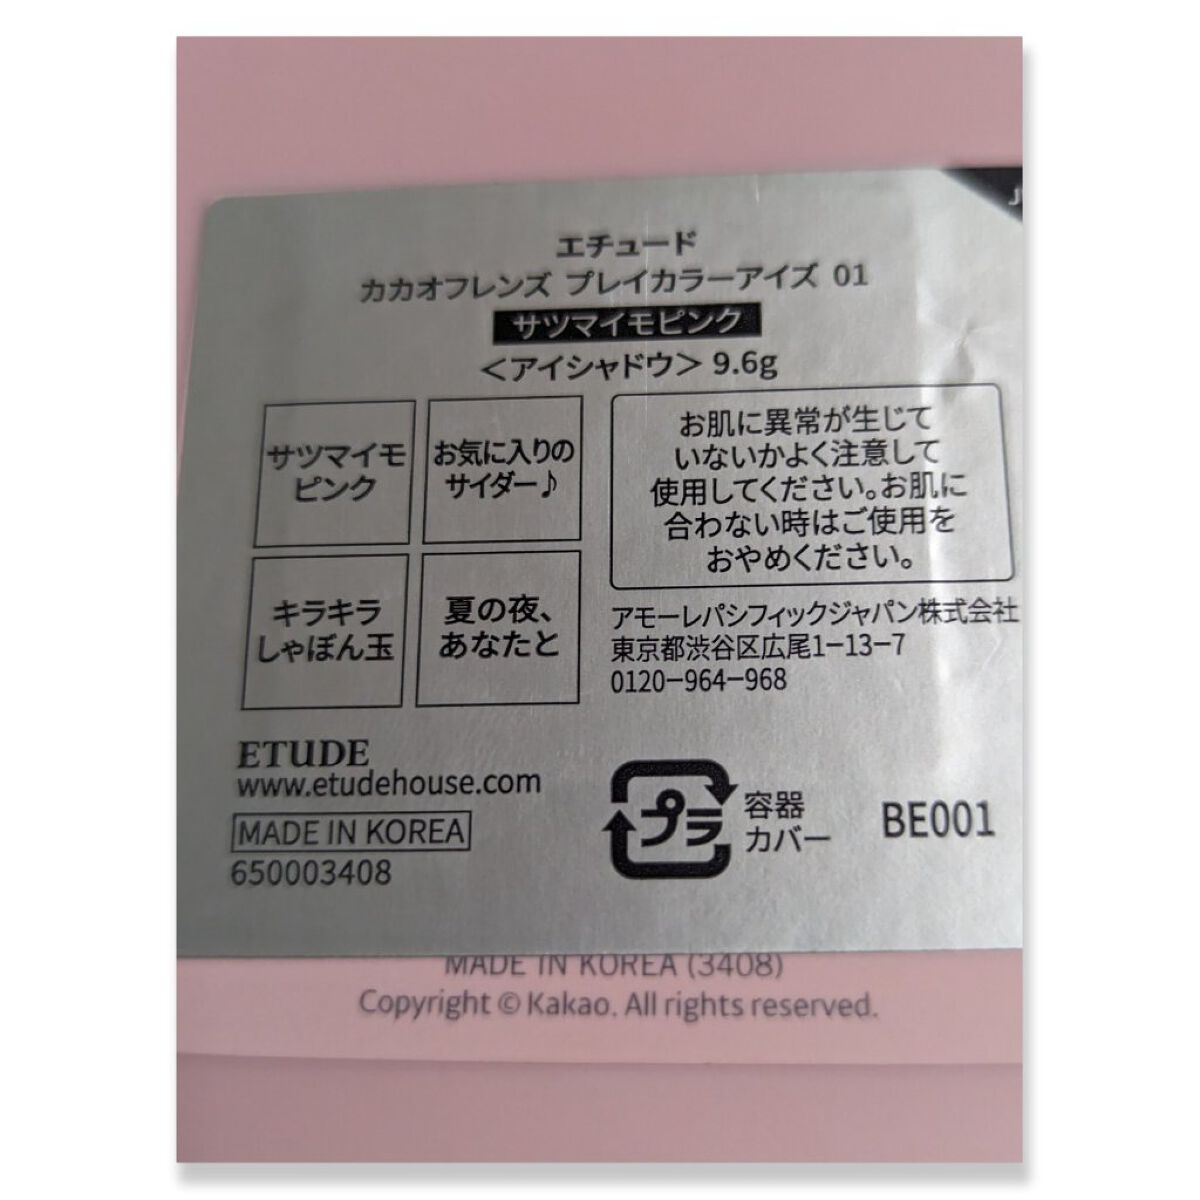 エチュード
カカオフレンズ プレイカラーアイズ 01
サツマイモピンク
<アイシャドウ> 9.6g
サツマイモ
ピンク
お気に入りの
サイダー♪
キラキラ
しゃぼん玉
夏の夜、
あなたと
お肌に異常が生じて
いないかよく注意して
使用してください。お肌に
合わない時はご使用を
おやめください。
アモーレパシフィックジャパン株式会社
東京都渋谷区広尾1-13-7
0120-964-968
ETUDE
www.etudehouse.com
MADE IN KOREA
650003408
プラ
容器
カバー
BE001
MADE IN KOREA (3408)
Copyright © Kakao. All rights reserved.